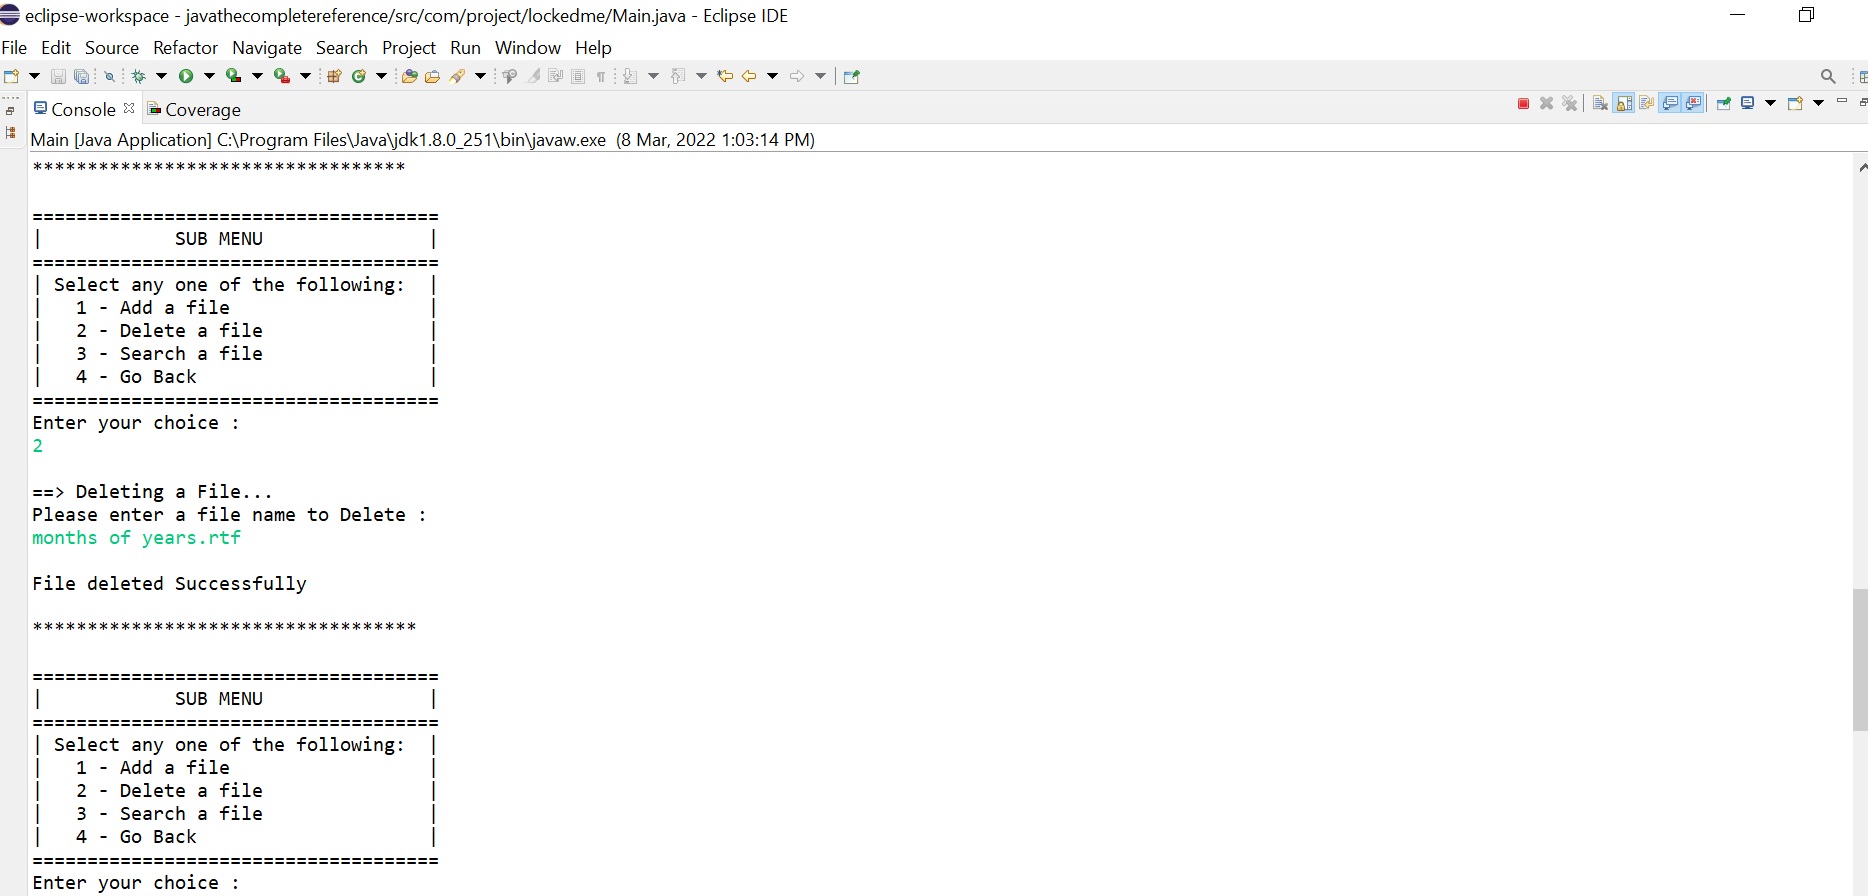 eclipse-workspace - javathecompletereference/src/com/project/lockedme/Main.java - Eclipse IDE
File Edit Source Refactor Navigate Search Project Run Window Help
Console Coverage
Main [Java Application] C:\Program Files\Java\jdk1.8.0_251\bin\javaw.exe (8 Mar, 2022 1:03:14 PM)
**********************************
=====================================
| SUB MENU |
=====================================
| Select any one of the following: |
| 1 - Add a file |
| 2 - Delete a file |
| 3 - Search a file |
| 4 - Go Back |
=====================================
Enter your choice :
2
==> Deleting a File...
Please enter a file name to Delete :
months of years.rtf
File deleted Successfully
***********************************
=====================================
| SUB MENU |
=====================================
| Select any one of the following: |
| 1 - Add a file |
| 2 - Delete a file |
| 3 - Search a file |
| 4 - Go Back |
=====================================
Enter your choice :